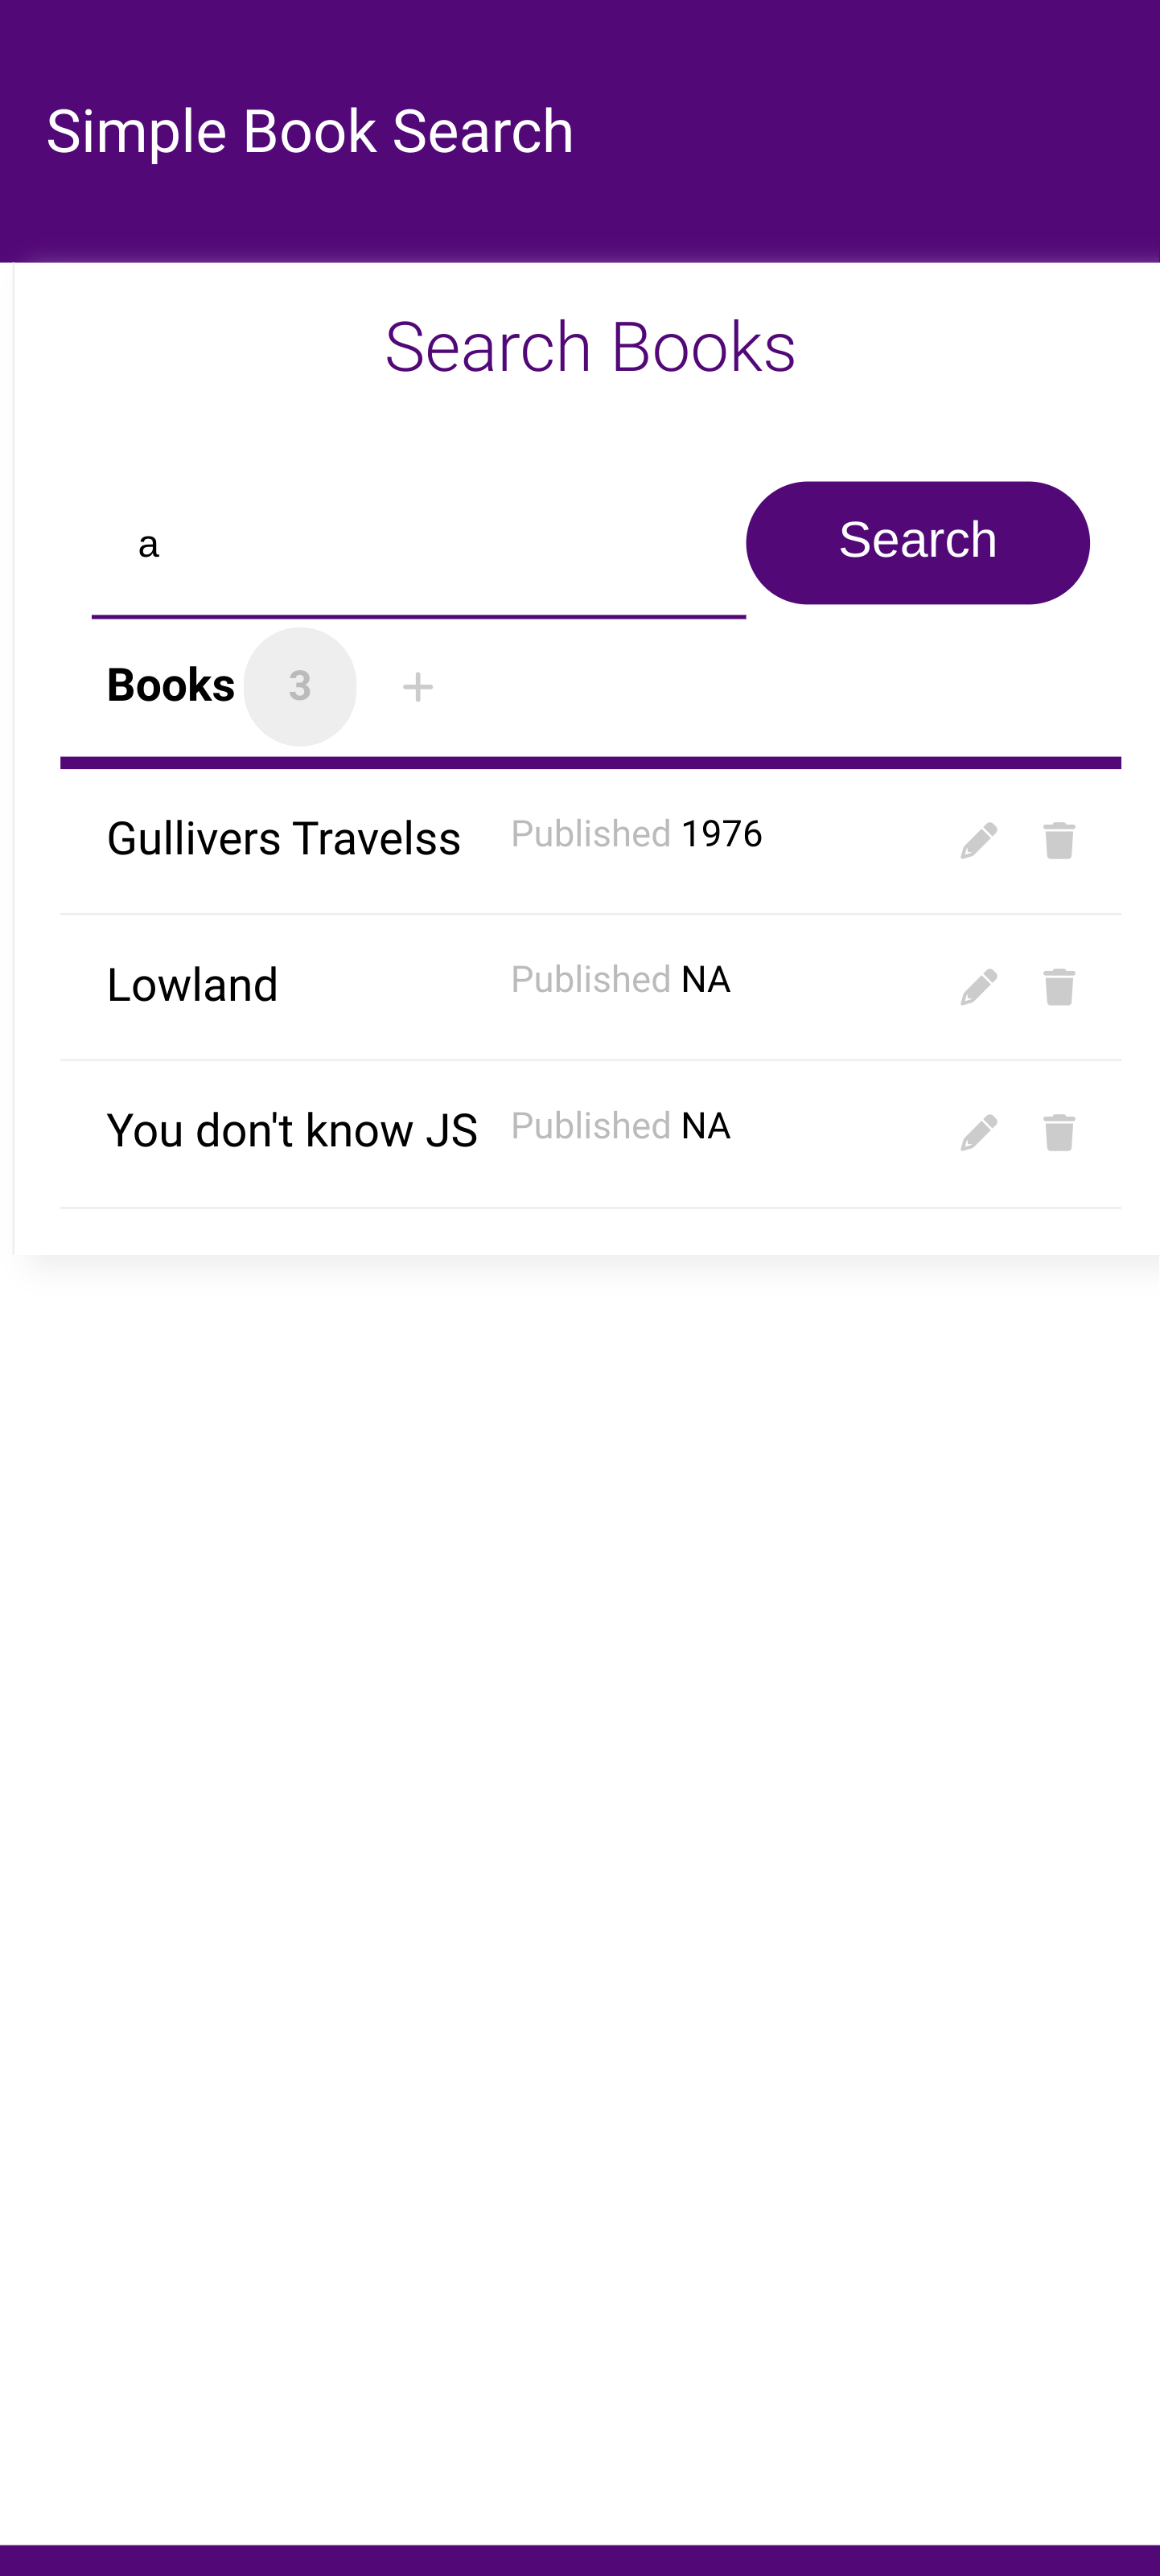 Simple Book Search
Search Books
a
Search
Books 3 +
Gullivers Travelss Published 1976
Lowland Published NA
You don't know JS Published NA